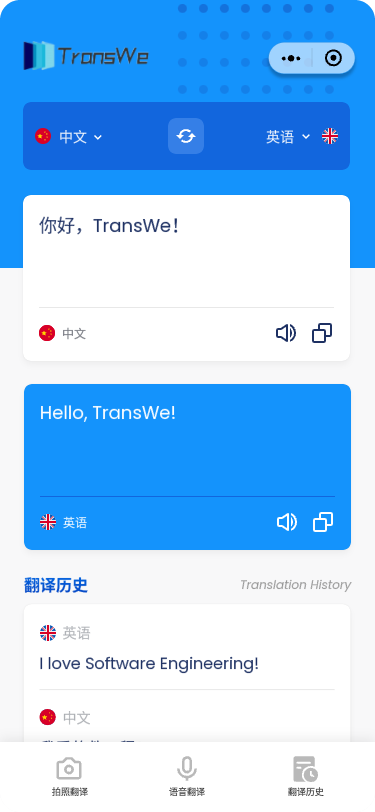 TransWe
中文
英语
你好，TransWe！
中文
Hello, TransWe!
英语
翻译历史
Translation History
英语
I love Software Engineering!
中文
拍照翻译
语音翻译
翻译历史